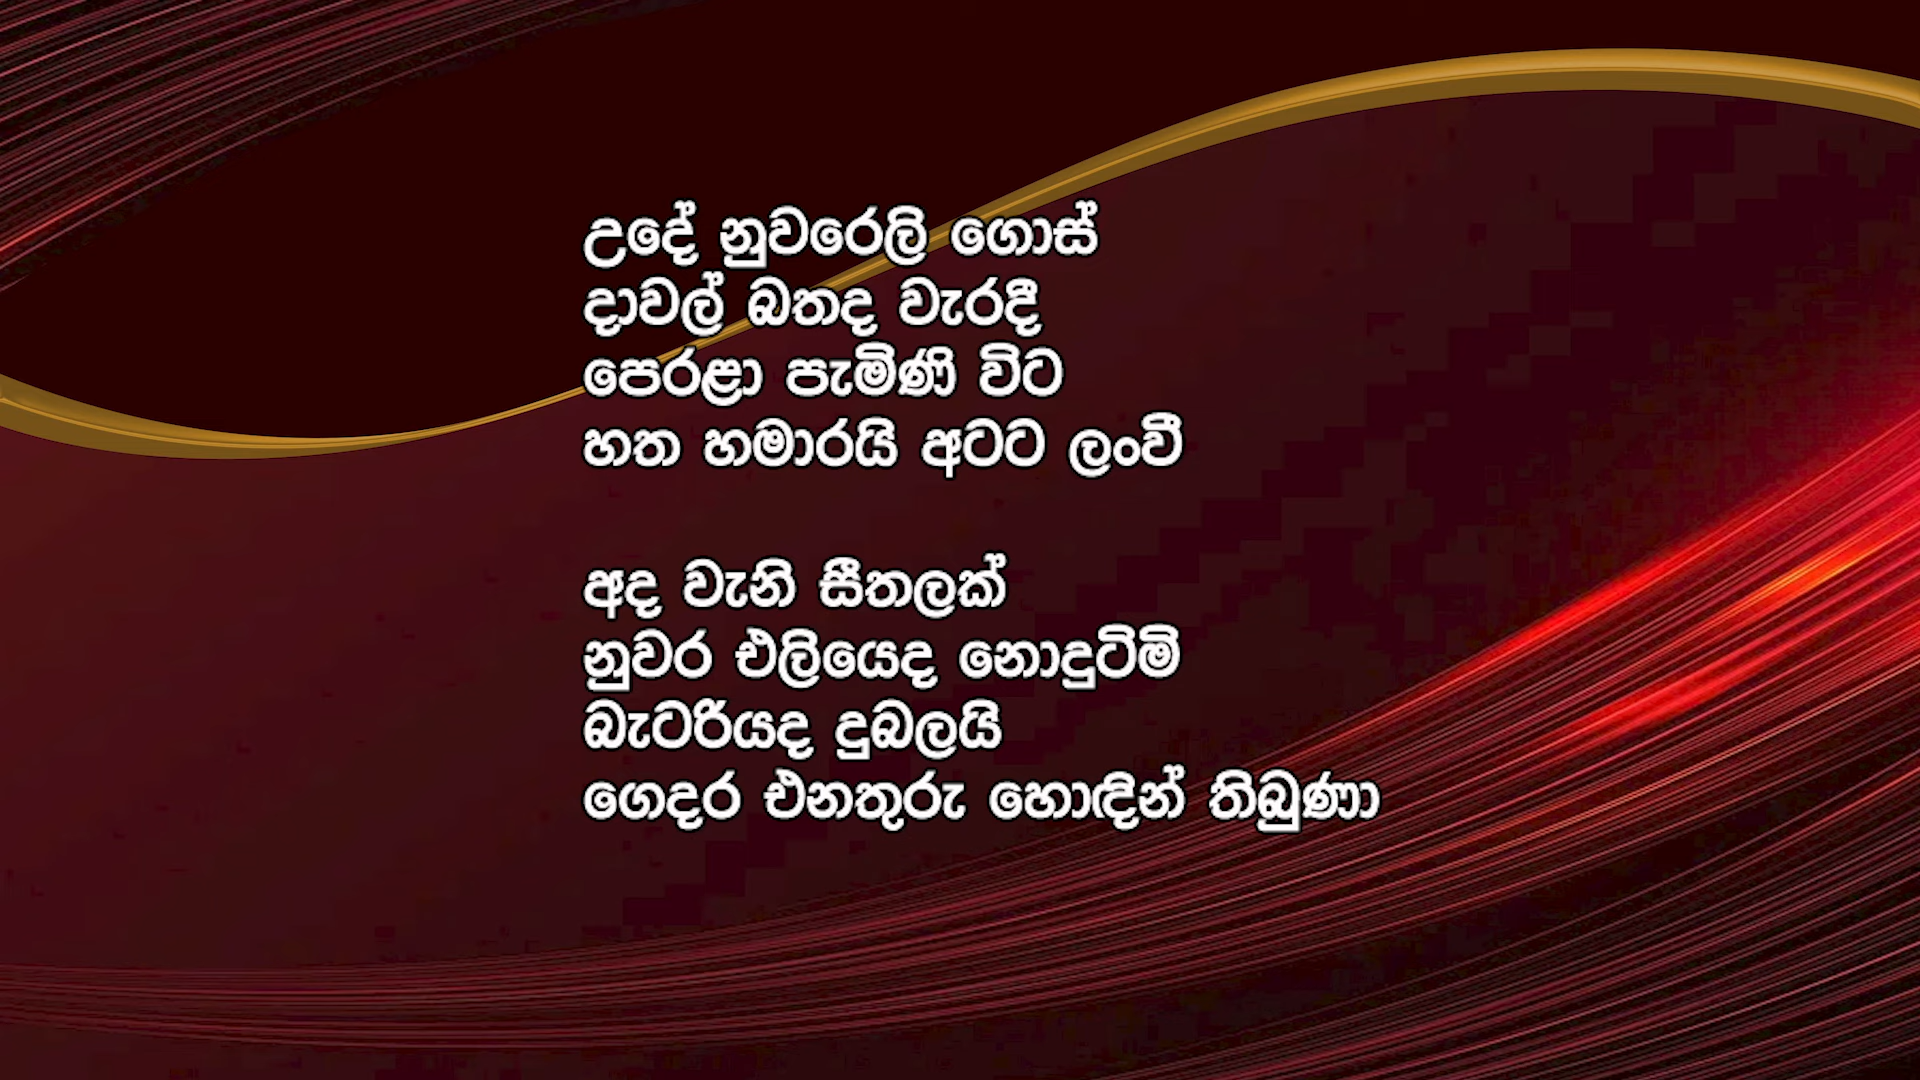 උදේ නුවරෙලි ගොස්
දාවල් බතද වැරදී
පෙරළා පැමිණි විට
හත හමාරයි අටට ලංවී
අද වැනි සීතලක්
නුවර එළියෙද නොදුටිමි
බැටරියද දුබලයි
ගෙදර එනතුරු හොඳින් තිබුණා